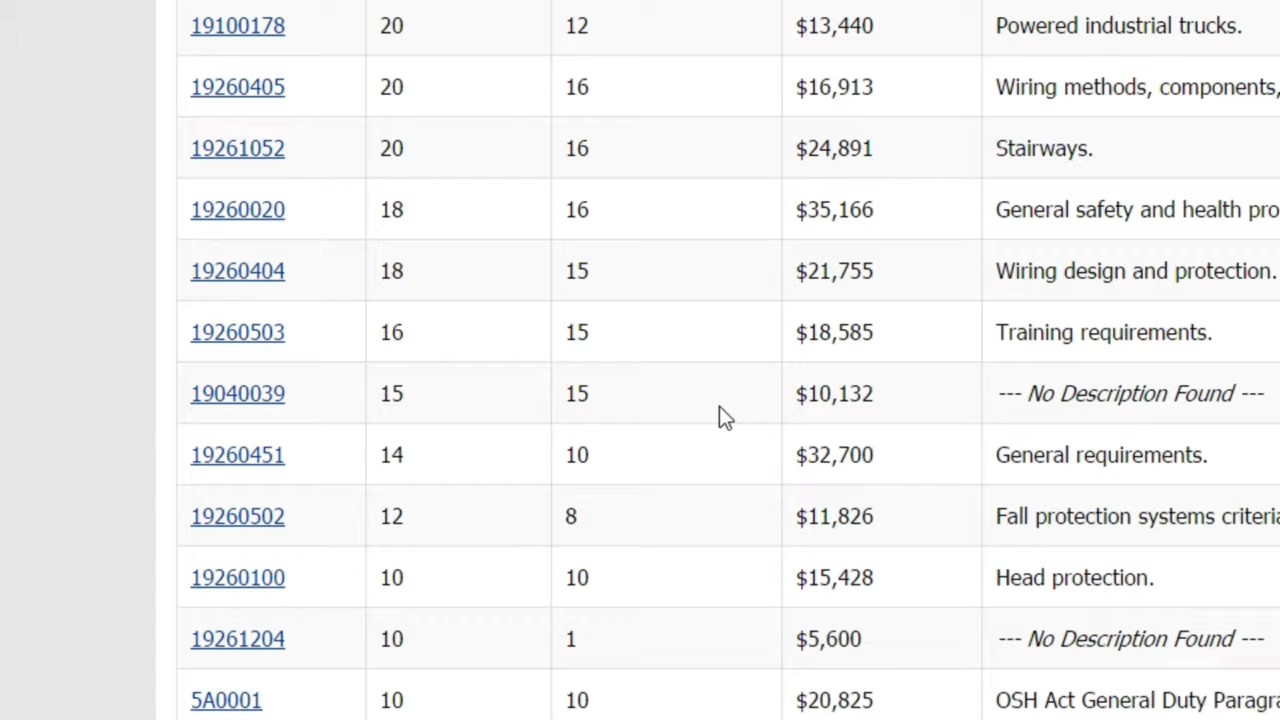 19100178 20 12 $13,440 Powered industrial trucks.
19260405 20 16 $16,913 Wiring methods, components,
19261052 20 16 $24,891 Stairways.
19260020 18 16 $35,166 General safety and health pro
19260404 18 15 $21,755 Wiring design and protection.
19260503 16 15 $18,585 Training requirements.
19040039 15 15 $10,132 --- No Description Found ---
19260451 14 10 $32,700 General requirements.
19260502 12 8 $11,826 Fall protection systems criteria
19260100 10 10 $15,428 Head protection.
19261204 10 1 $5,600 --- No Description Found ---
5A0001 10 10 $20,825 OSH Act General Duty Paragra